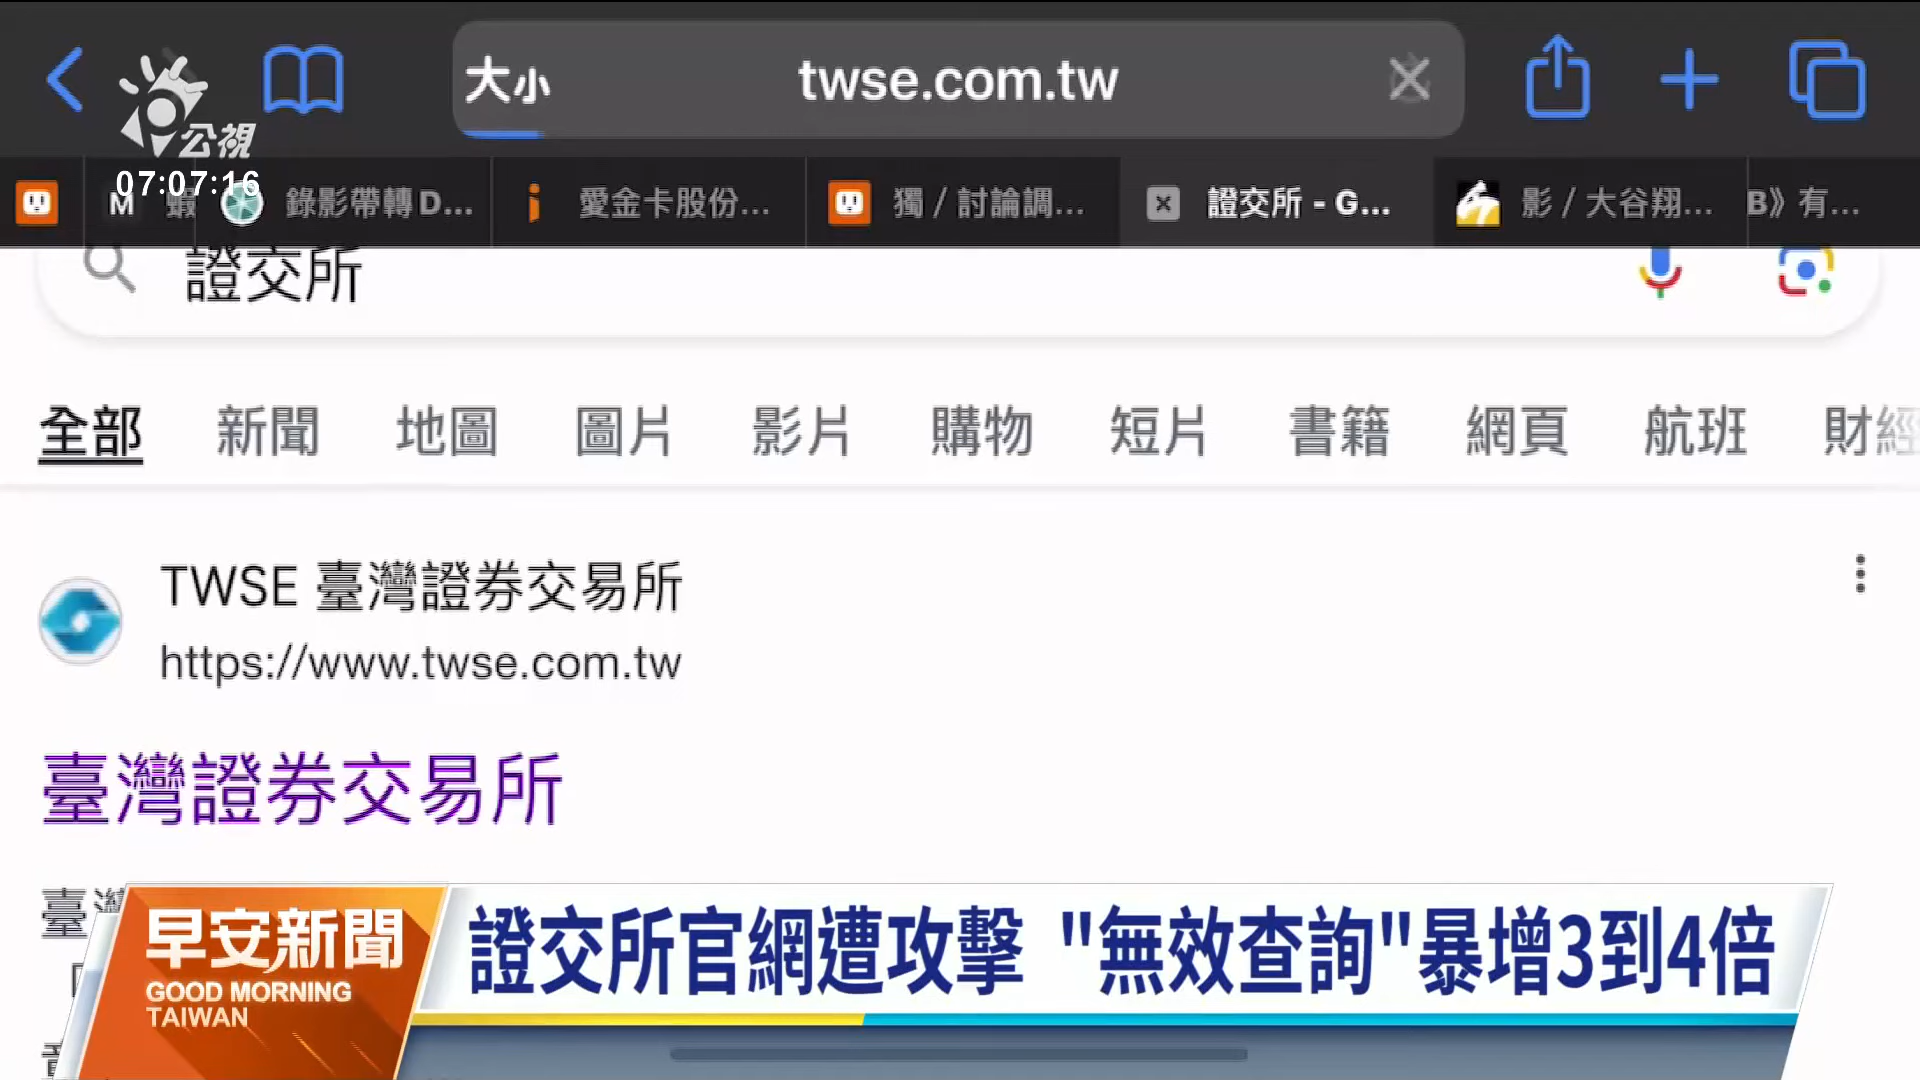 大小
twse.com.tw
公視
07:07:16
M
錄影帶轉D...
愛金卡股份...
獨 / 討論調...
證交所 - G...
影 / 大谷翔...
B》有...
證交所
全部 新聞 地圖 圖片 影片 購物 短片 書籍 網頁 航班 財經
TWSE 臺灣證券交易所
https://www.twse.com.tw
臺灣證券交易所
臺灣
早安新聞
GOOD MORNING
TAIWAN
證交所官網遭攻擊 "無效查詢"暴增3到4倍